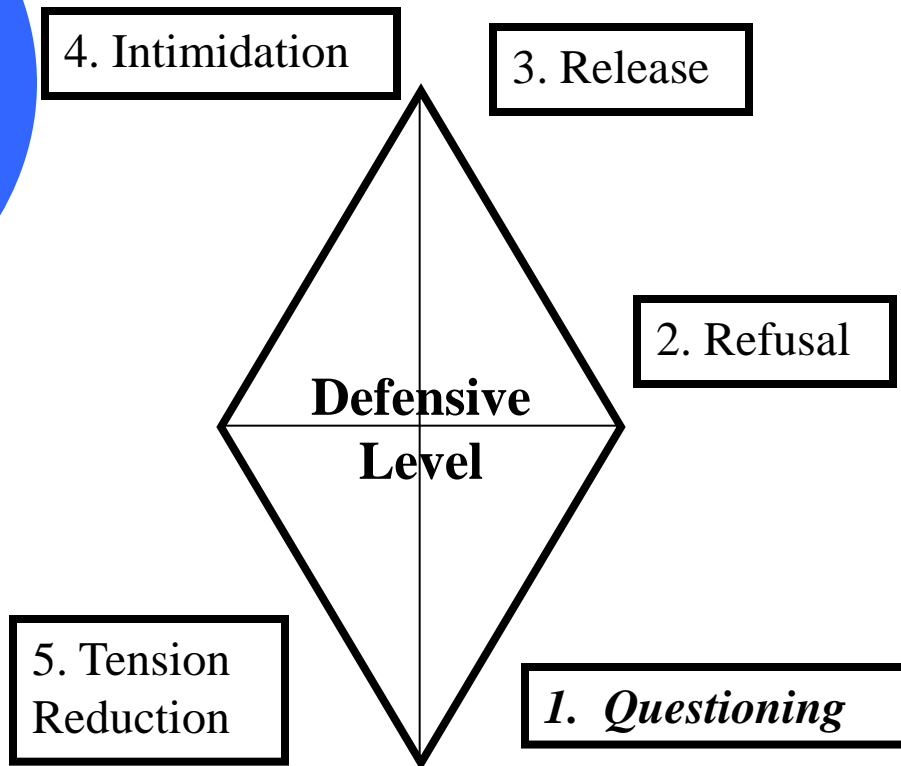 4. Intimidation
3. Release
2. Refusal
Defensive
Level
5. Tension
Reduction
1. Questioning